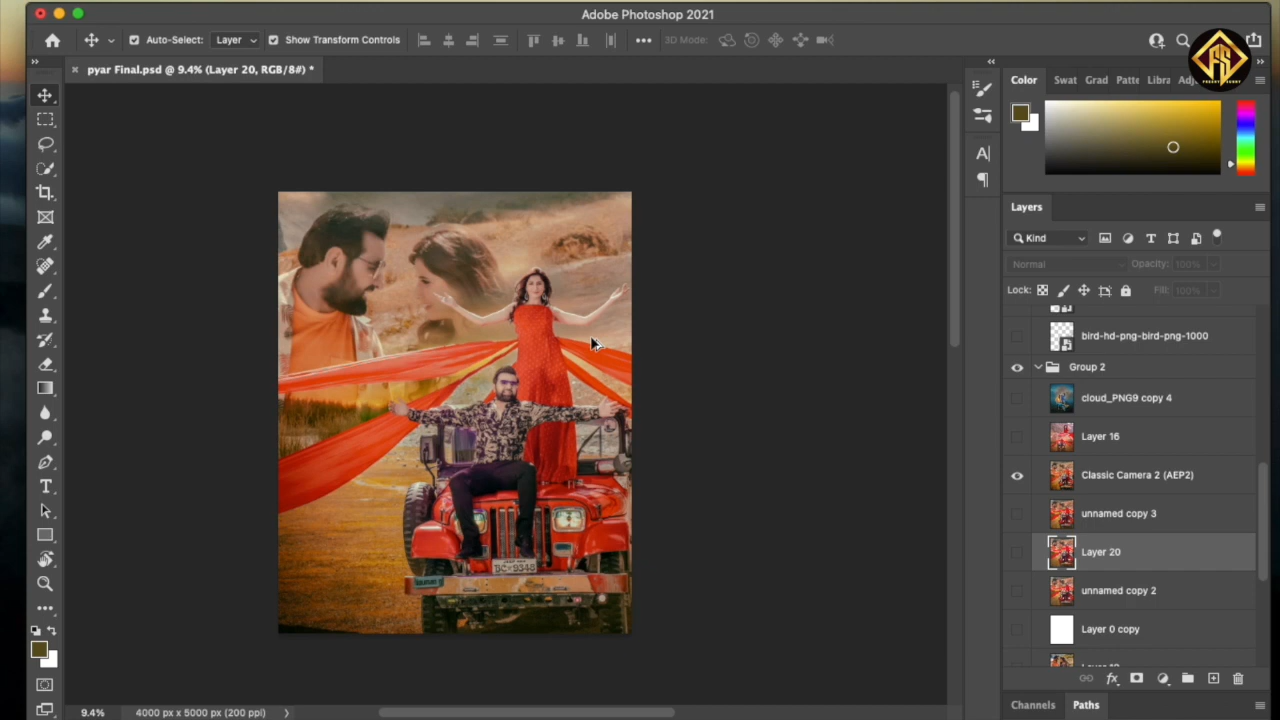 Adobe Photoshop 2021
Auto-Select: Layer Show Transform Controls 3D Mode:
FS
pyar Final.psd @ 9.4% (Layer 20, RGB/8#) *
Color Swat Grad Patte Libra
Layers
Kind
Normal Opacity: 100%
Lock: Fill: 100%
bird-hd-png-bird-png-1000
Group 2
cloud_PNG9 copy 4
Layer 16
Classic Camera 2 (AEP2)
unnamed copy 3
Layer 20
unnamed copy 2
Layer 0 copy
Channels Paths
9.4% 4000 px x 5000 px (200 ppi)